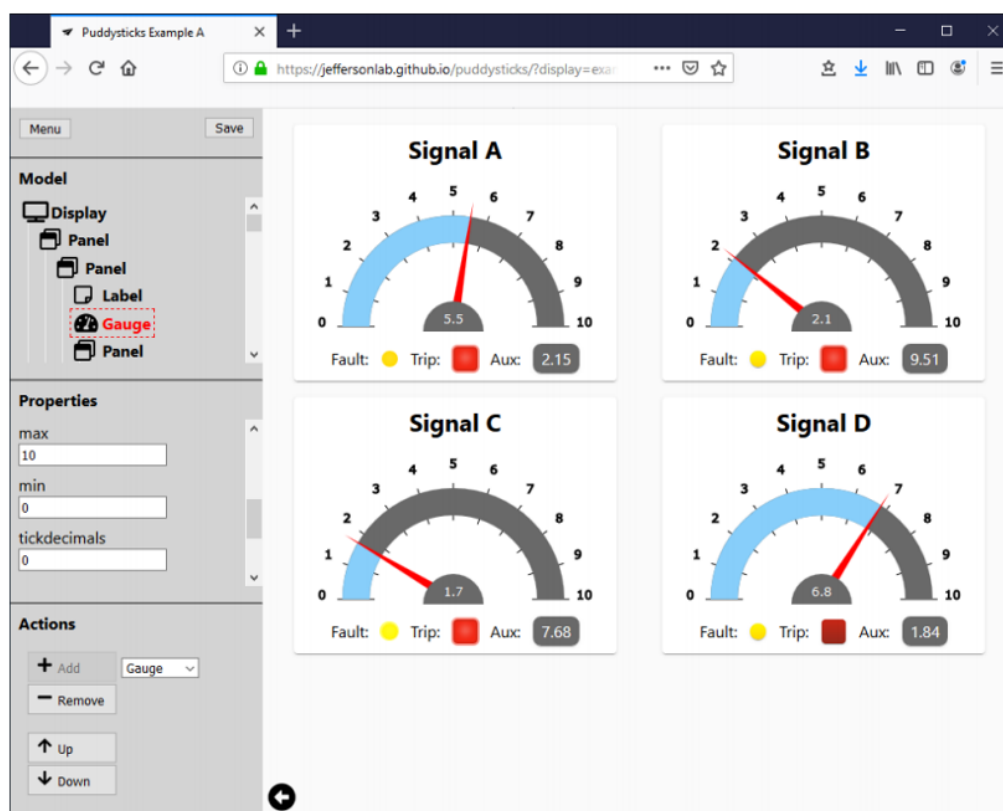 Puddysticks Example A
https://jeffersonlab.github.io/puddysticks/?display=exa
Menu Save
Model
Display
Panel
Panel
Label
Gauge
Panel
Properties
max
10
min
0
tickdecimals
0
Actions
Add Gauge
Remove
Up
Down
Signal A
0 1 2 3 4 5 6 7 8 9 10
5.5
Fault: Trip: Aux: 2.15
Signal B
0 1 2 3 4 5 6 7 8 9 10
2.1
Fault: Trip: Aux: 9.51
Signal C
0 1 2 3 4 5 6 7 8 9 10
1.7
Fault: Trip: Aux: 7.68
Signal D
0 1 2 3 4 5 6 7 8 9 10
6.8
Fault: Trip: Aux: 1.84